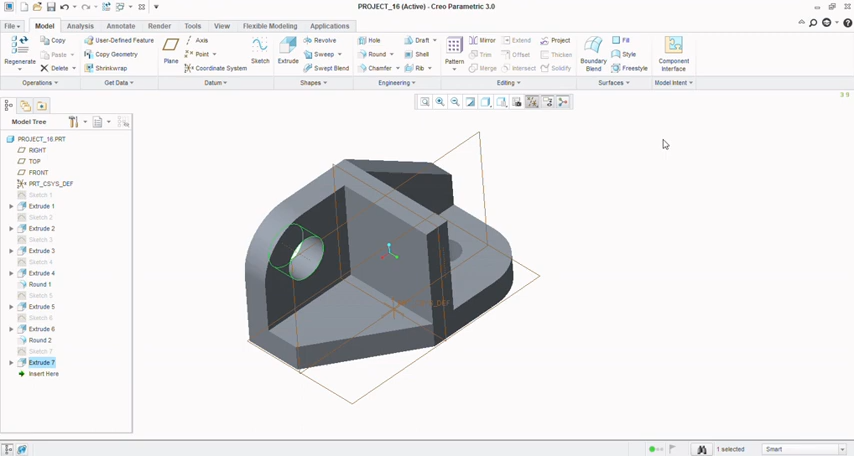 PROJECT_16 (Active) - Creo Parametric 3.0
File Model Analysis Annotate Render Tools View Flexible Modeling Applications
Regenerate Copy Paste Delete User-Defined Feature Copy Geometry Shrinkwrap Plane Axis Point Coordinate System Sketch Extrude Revolve Sweep Swept Blend Hole Round Chamfer Draft Shell Rib Pattern Mirror Trim Merge Extend Offset Intersect Project Thicken Solidify Boundary Blend Fill Style Freestyle Component Interface
Operations Get Data Datum Shapes Engineering Editing Surfaces Model Intent
Model Tree
PROJECT_16.PRT
RIGHT
TOP
FRONT
PRT_CSYS_DEF
Sketch 1
Extrude 1
Sketch 2
Extrude 2
Sketch 3
Extrude 3
Sketch 4
Extrude 4
Round 1
Sketch 5
Extrude 5
Sketch 6
Extrude 6
Round 2
Sketch 7
Extrude 7
Insert Here
1 selected Smart